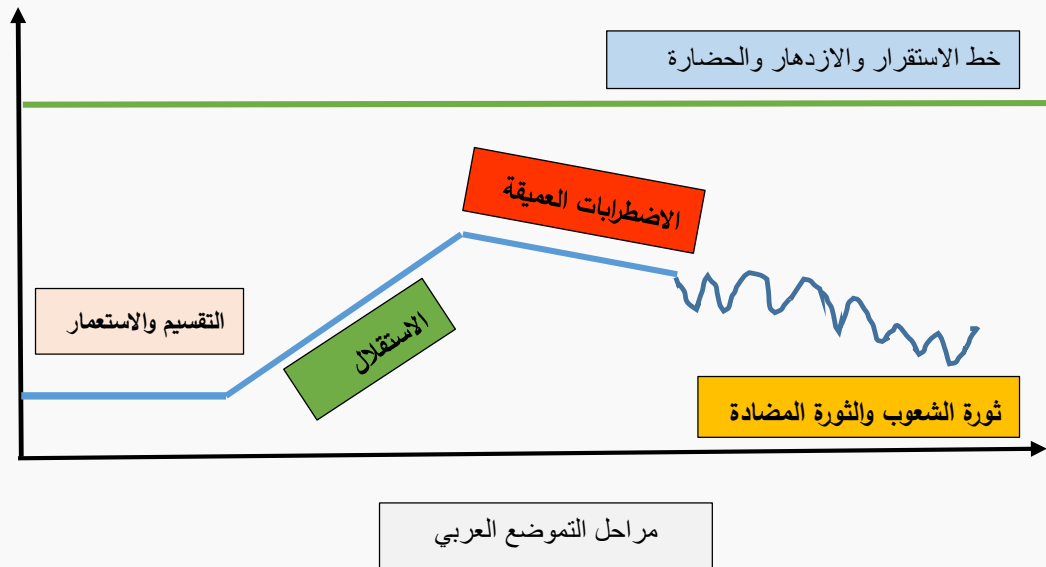 خط الاستقرار والازدهار والحضارة
الاضطرابات العميقة
التقسيم والاستعمار
الاستقلال
ثورة الشعوب والثورة المضادة
مراحل التموضع العربي